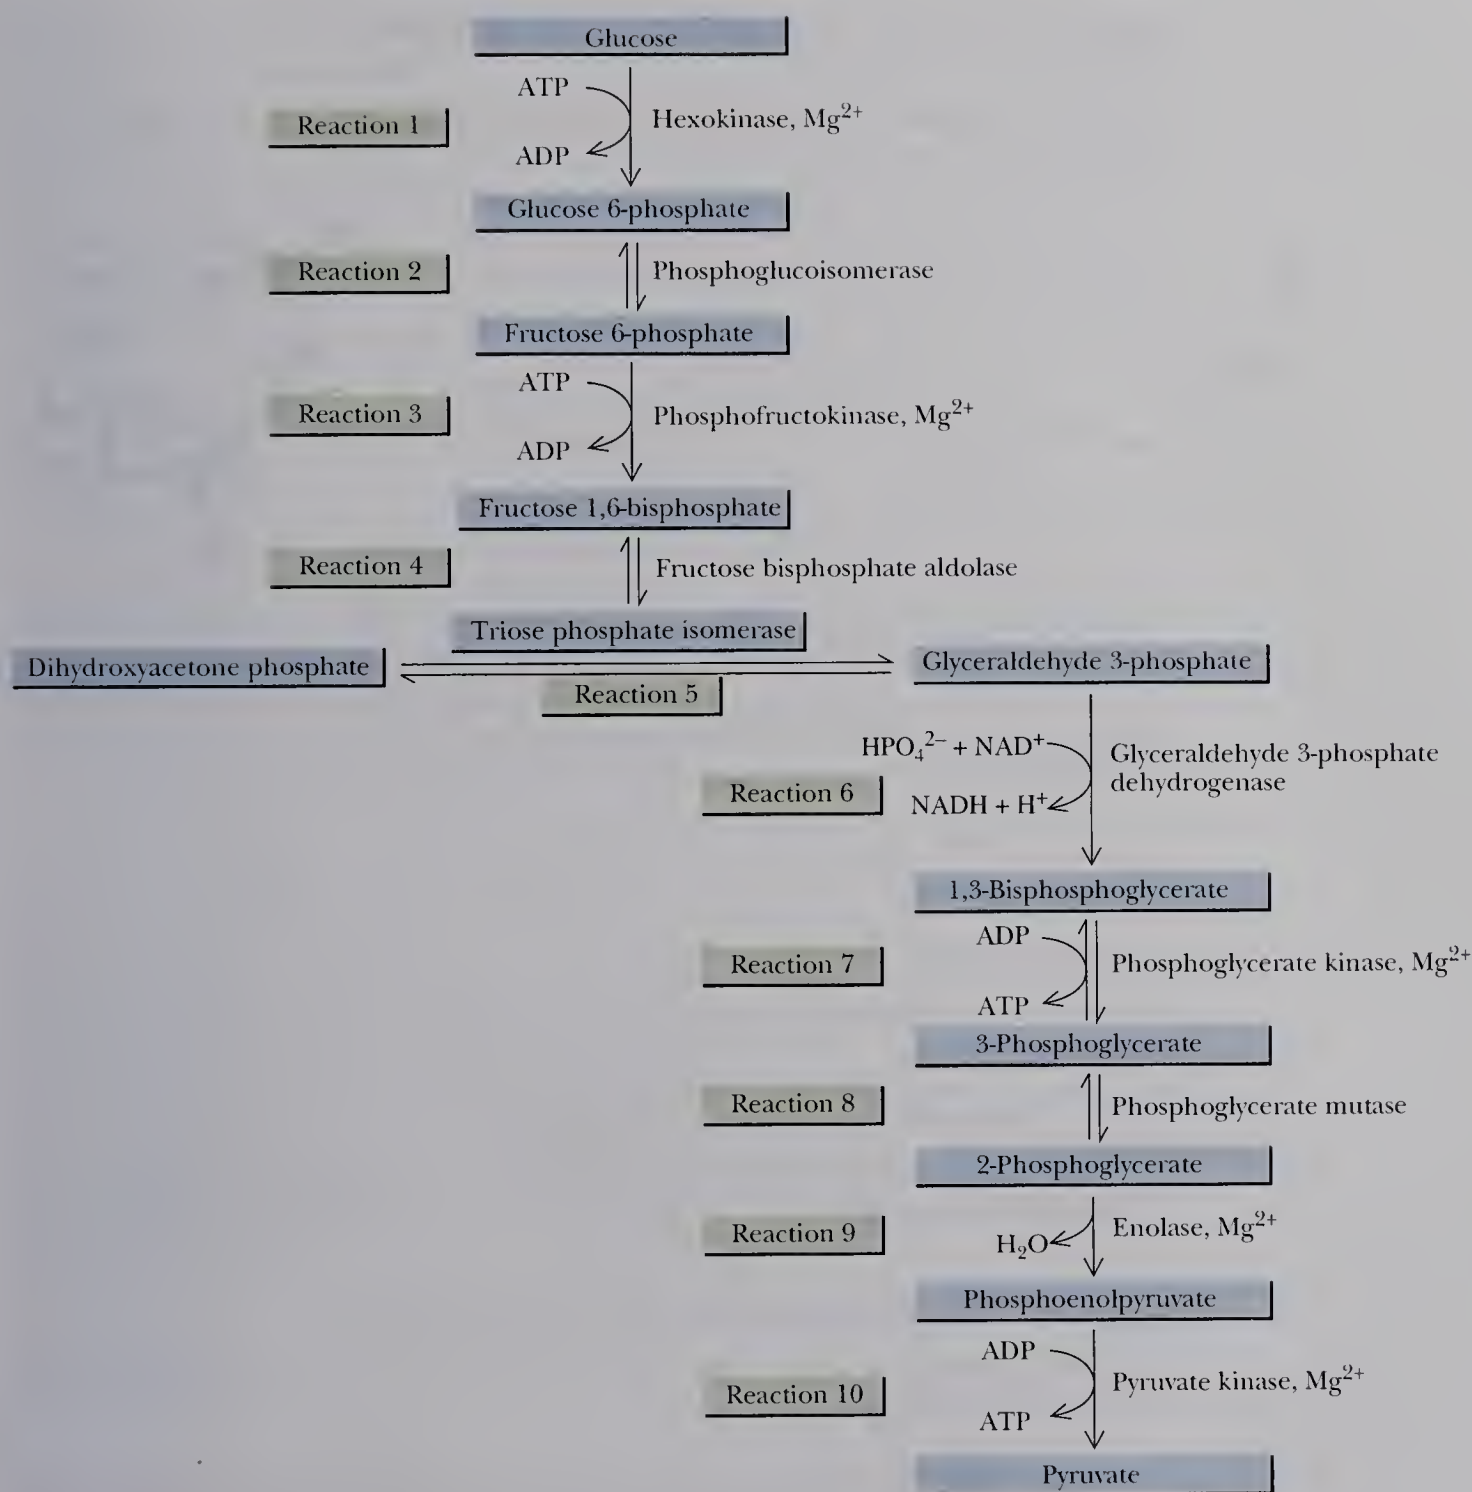 Glucose
ATP
Reaction 1
Hexokinase, Mg²⁺
ADP
Glucose 6-phosphate
Reaction 2
Phosphoglucoisomerase
Fructose 6-phosphate
ATP
Reaction 3
Phosphofructokinase, Mg²⁺
ADP
Fructose 1,6-bisphosphate
Reaction 4
Fructose bisphosphate aldolase
Triose phosphate isomerase
Dihydroxyacetone phosphate
Glyceraldehyde 3-phosphate
Reaction 5
HPO₄²⁻ + NAD⁺
Glyceraldehyde 3-phosphate
dehydrogenase
Reaction 6
NADH + H⁺
1,3-Bisphosphoglycerate
ADP
Reaction 7
Phosphoglycerate kinase, Mg²⁺
ATP
3-Phosphoglycerate
Reaction 8
Phosphoglycerate mutase
2-Phosphoglycerate
Reaction 9
Enolase, Mg²⁺
H₂O
Phosphoenolpyruvate
ADP
Reaction 10
Pyruvate kinase, Mg²⁺
ATP
Pyruvate